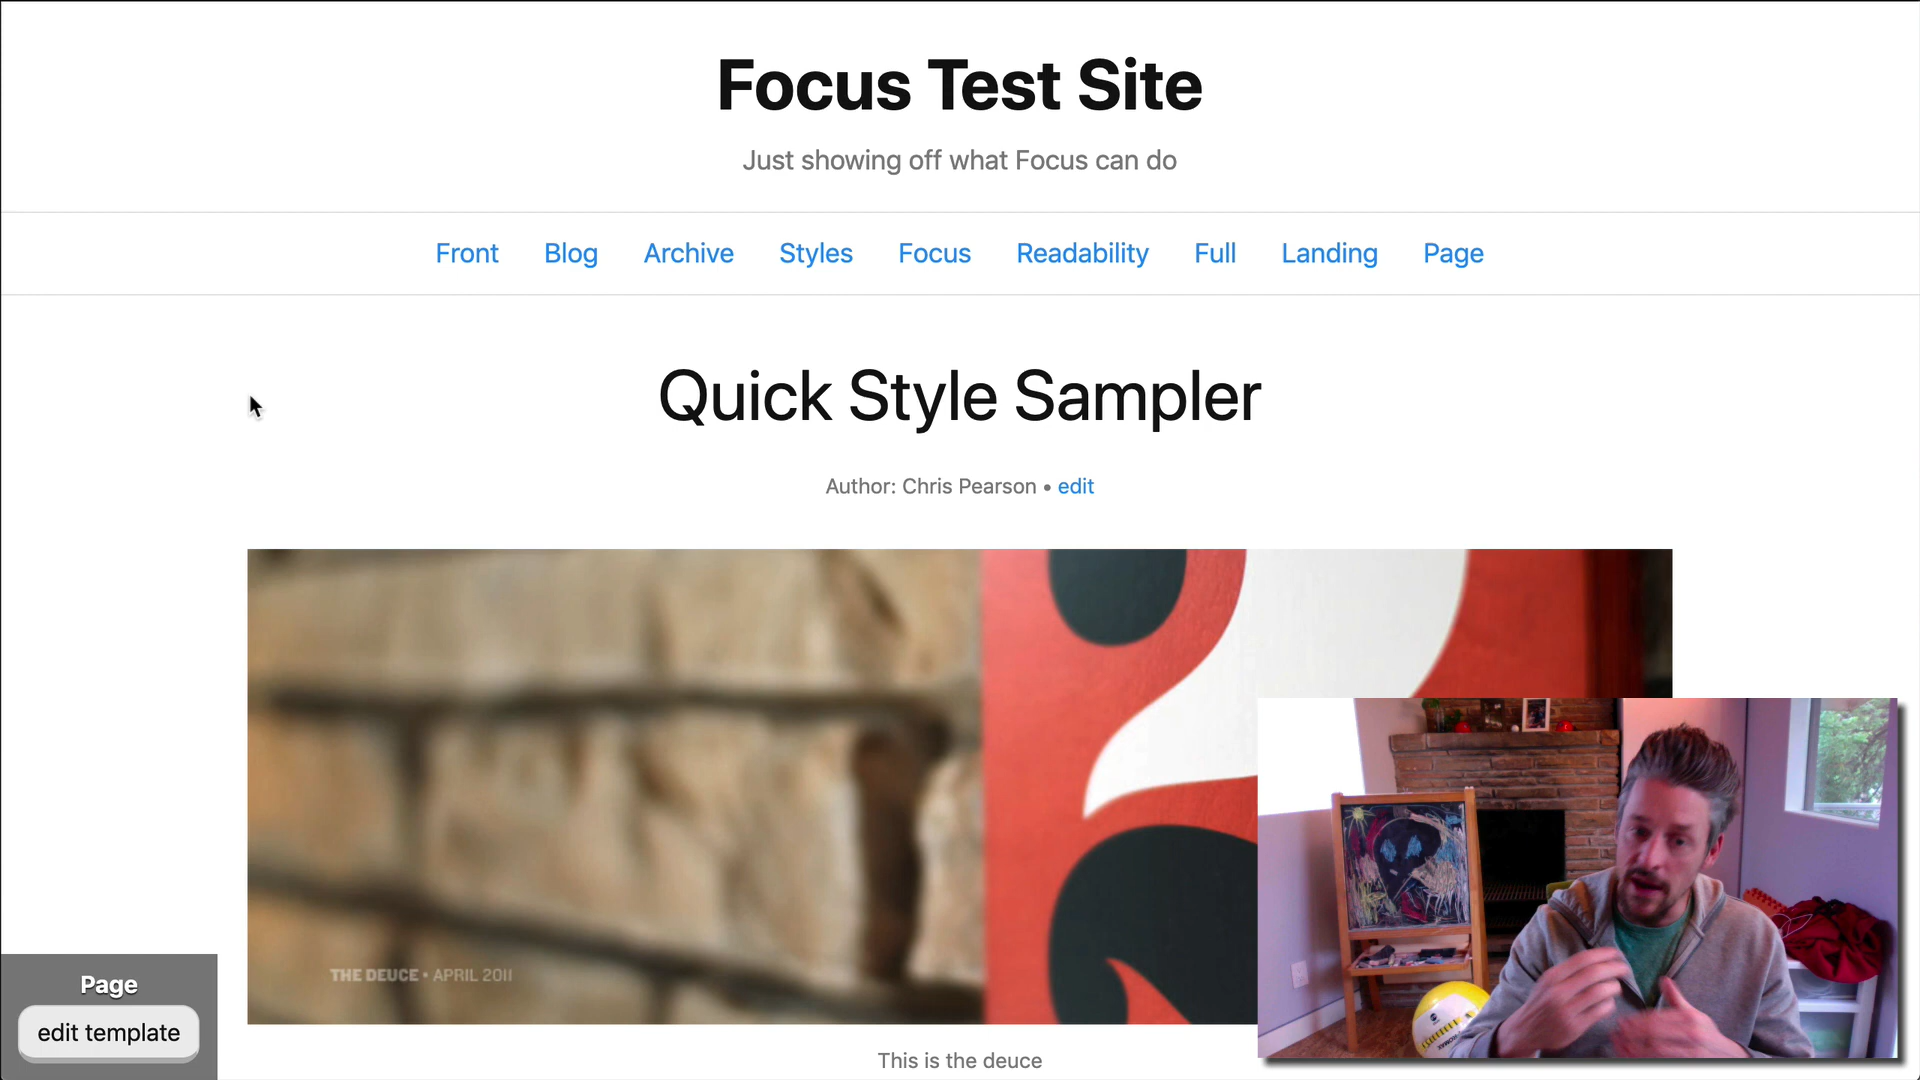 Focus Test Site
Just showing off what Focus can do
Front Blog Archive Styles Focus Readability Full Landing Page
Quick Style Sampler
Author: Chris Pearson • edit
THE DEUCE • APRIL 2011
Page
edit template
This is the deuce